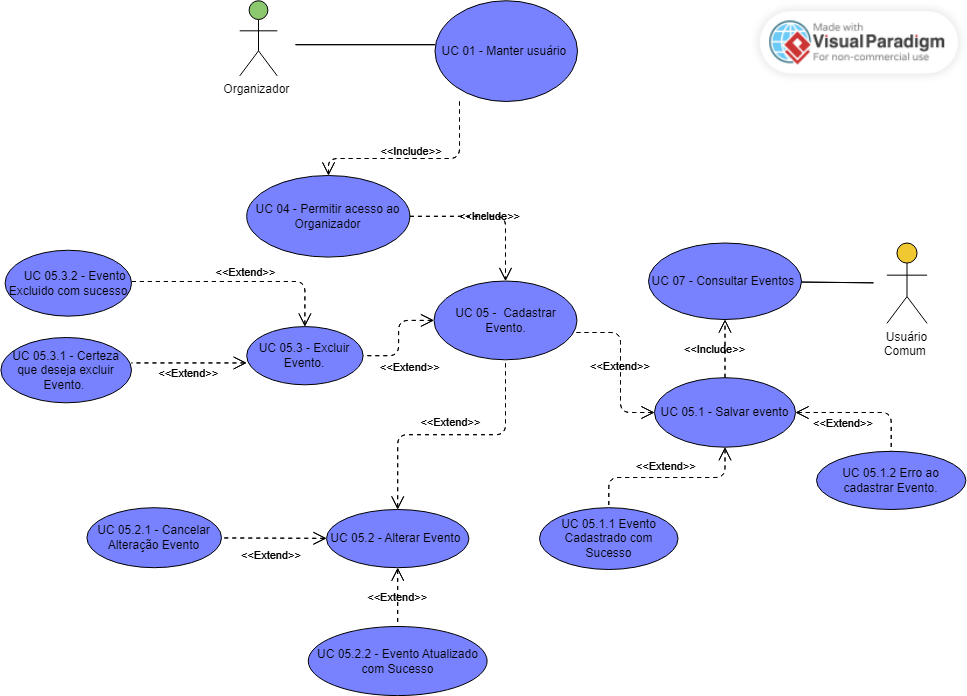 Made with
VisualParadigm
For non-commercial use
UC 01 - Manter usuário
Organizador
<<Include>>
UC 04 - Permitir acesso ao
Organizador
<<Include>>
UC 05.3.2 - Evento
Excluido com sucesso
<<Extend>>
UC 07 - Consultar Eventos
Usuário
Comum
UC 05 -  Cadastrar
Evento.
UC 05.3 - Excluir
Evento.
<<Extend>>
UC 05.3.1 - Certeza
que deseja excluir
Evento.
<<Extend>>
<<Include>>
<<Extend>>
UC 05.1 - Salvar evento
<<Extend>>
<<Extend>>
<<Extend>>
UC 05.1.2 Erro ao
cadastrar Evento.
UC 05.1.1 Evento
Cadastrado com
Sucesso
UC 05.2.1 - Cancelar
Alteração Evento
<<Extend>>
UC 05.2 - Alterar Evento
<<Extend>>
UC 05.2.2 - Evento Atualizado
com Sucesso